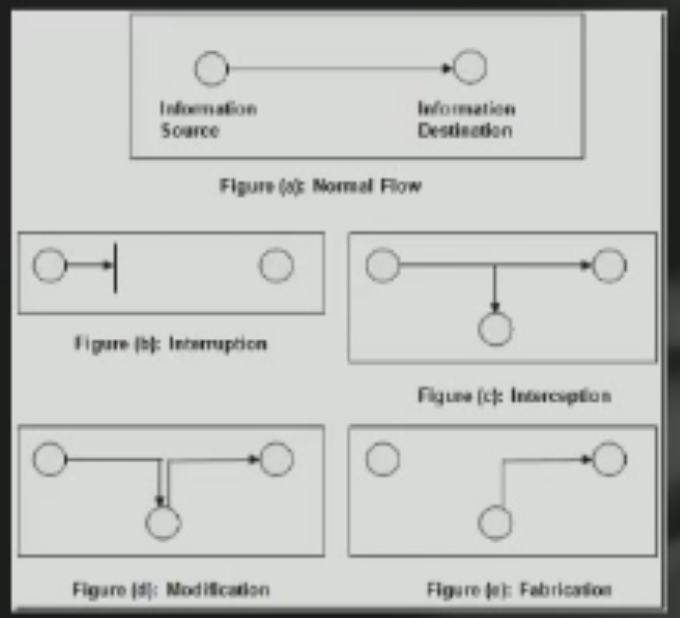 Information
Source
Information
Destination
Figure (a): Normal Flow
Figure (b): Interruption
Figure (c): Interception
Figure (d): Modification
Figure (e): Fabrication